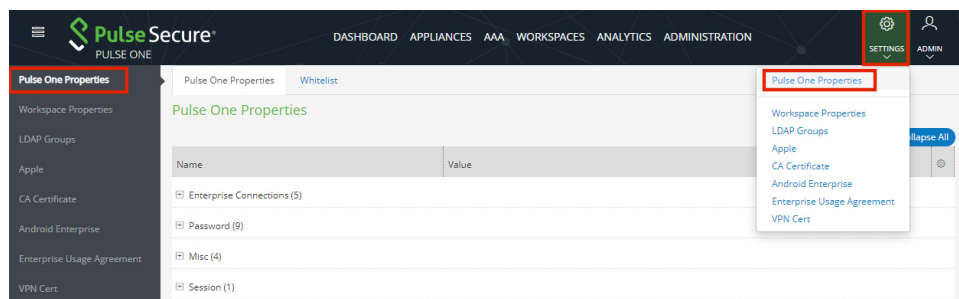 Pulse Secure®
PULSE ONE
DASHBOARD APPLIANCES AAA WORKSPACES ANALYTICS ADMINISTRATION
SETTINGS
ADMIN
Pulse One Properties
Workspace Properties
LDAP Groups
Apple
CA Certificate
Android Enterprise
Enterprise Usage Agreement
VPN Cert
Pulse One Properties Whitelist
Pulse One Properties
llapse All
Name Value
Enterprise Connections (5)
Password (9)
Misc (4)
Session (1)
Pulse One Properties
Workspace Properties
LDAP Groups
Apple
CA Certificate
Android Enterprise
Enterprise Usage Agreement
VPN Cert